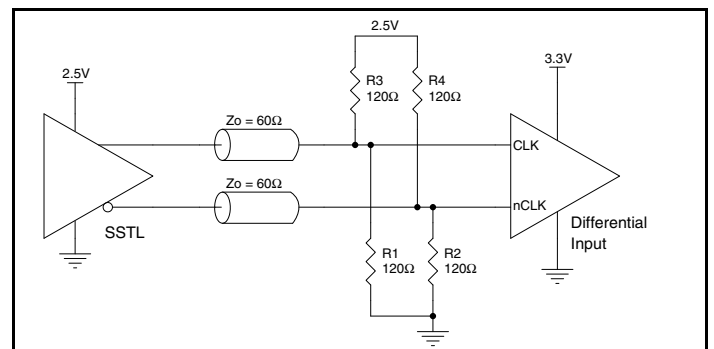 2.5V
2.5V
3.3V
R3
120Ω
R4
120Ω
Zo = 60Ω
CLK
Zo = 60Ω
nCLK
SSTL
Differential
Input
R1
120Ω
R2
120Ω